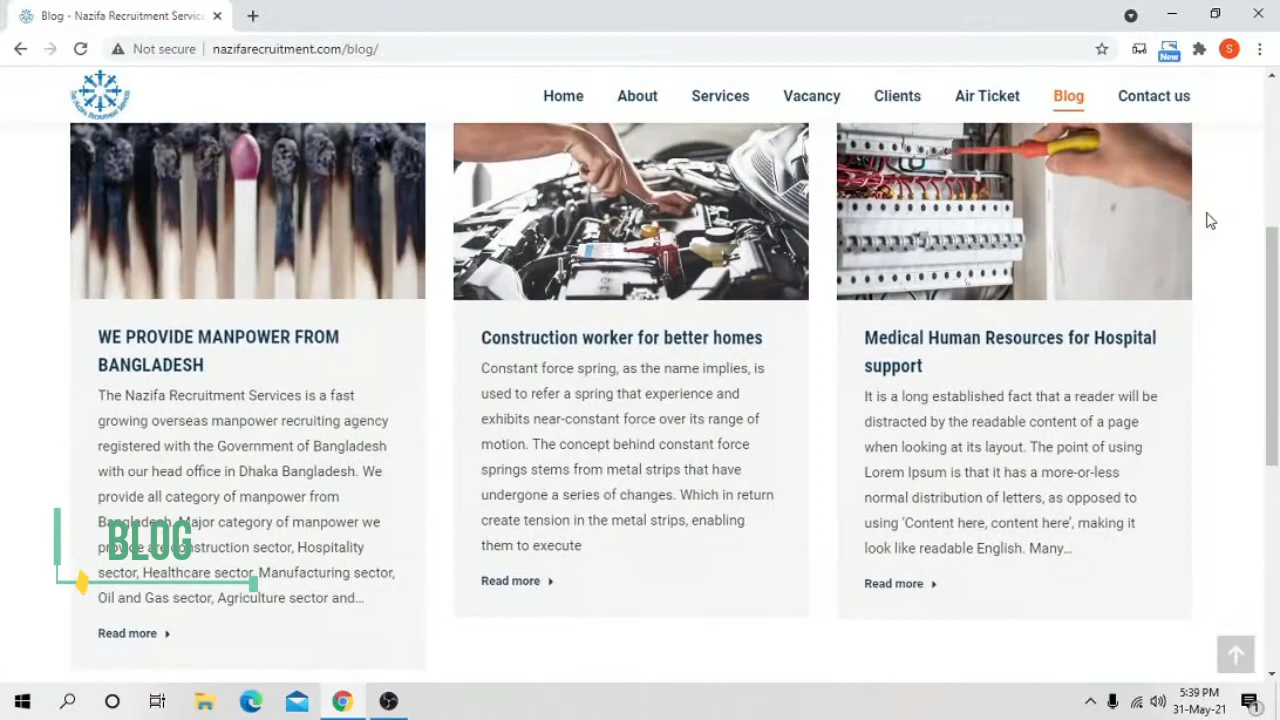 Blog - Nazifa Recruitment Servic
Not secure
nazifarecruitment.com/blog/
S
New
THE NAZIFA RECRUITMENT SERVICES
Home
About
Services
Vacancy
Clients
Air Ticket
Blog
Contact us
WE PROVIDE MANPOWER FROM
BANGLADESH
The Nazifa Recruitment Services is a fast
growing overseas manpower recruiting agency
registered with the Government of Bangladesh
with our head office in Dhaka Bangladesh. We
provide all category of manpower from
Bangladesh. Major category of manpower we
provide are construction sector, Hospitality
sector, Healthcare sector, Manufacturing sector,
Oil and Gas sector, Agriculture sector and...
Read more
BLOG
Construction worker for better homes
Constant force spring, as the name implies, is
used to refer a spring that experience and
exhibits near-constant force over its range of
motion. The concept behind constant force
springs stems from metal strips that have
undergone a series of changes. Which in return
create tension in the metal strips, enabling
them to execute
Read more
Medical Human Resources for Hospital
support
It is a long established fact that a reader will be
distracted by the readable content of a page
when looking at its layout. The point of using
Lorem Ipsum is that it has a more-or-less
normal distribution of letters, as opposed to
using ‘Content here, content here’, making it
look like readable English. Many...
Read more
5:39 PM
31-May-21
1